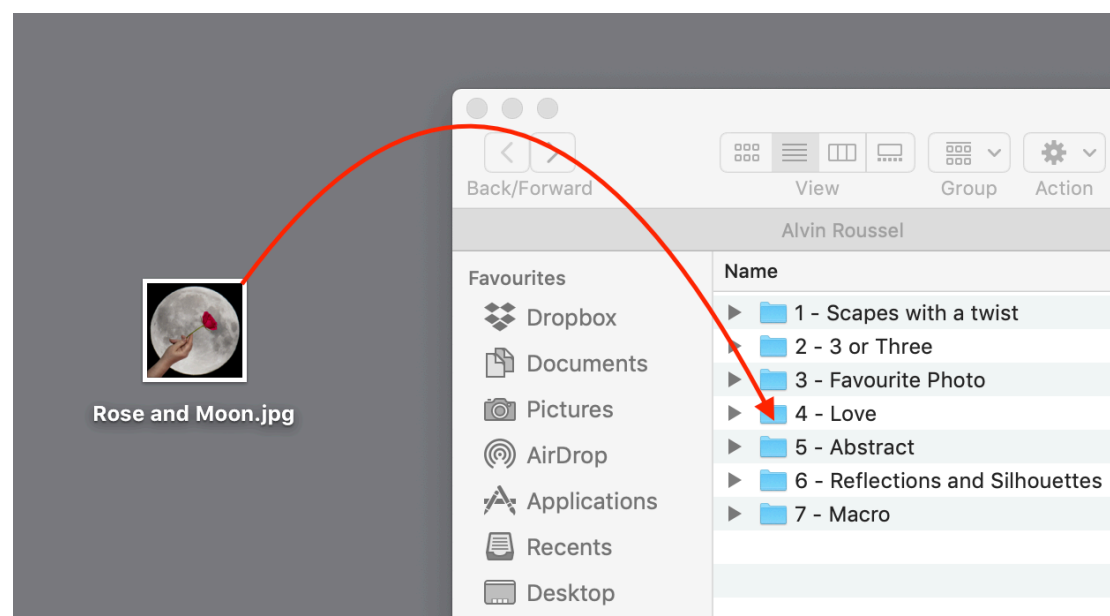 Rose and Moon.jpg
Back/Forward
View
Group
Action
Alvin Roussel
Favourites
Dropbox
Documents
Pictures
AirDrop
Applications
Recents
Desktop
Name
1 - Scapes with a twist
2 - 3 or Three
3 - Favourite Photo
4 - Love
5 - Abstract
6 - Reflections and Silhouettes
7 - Macro